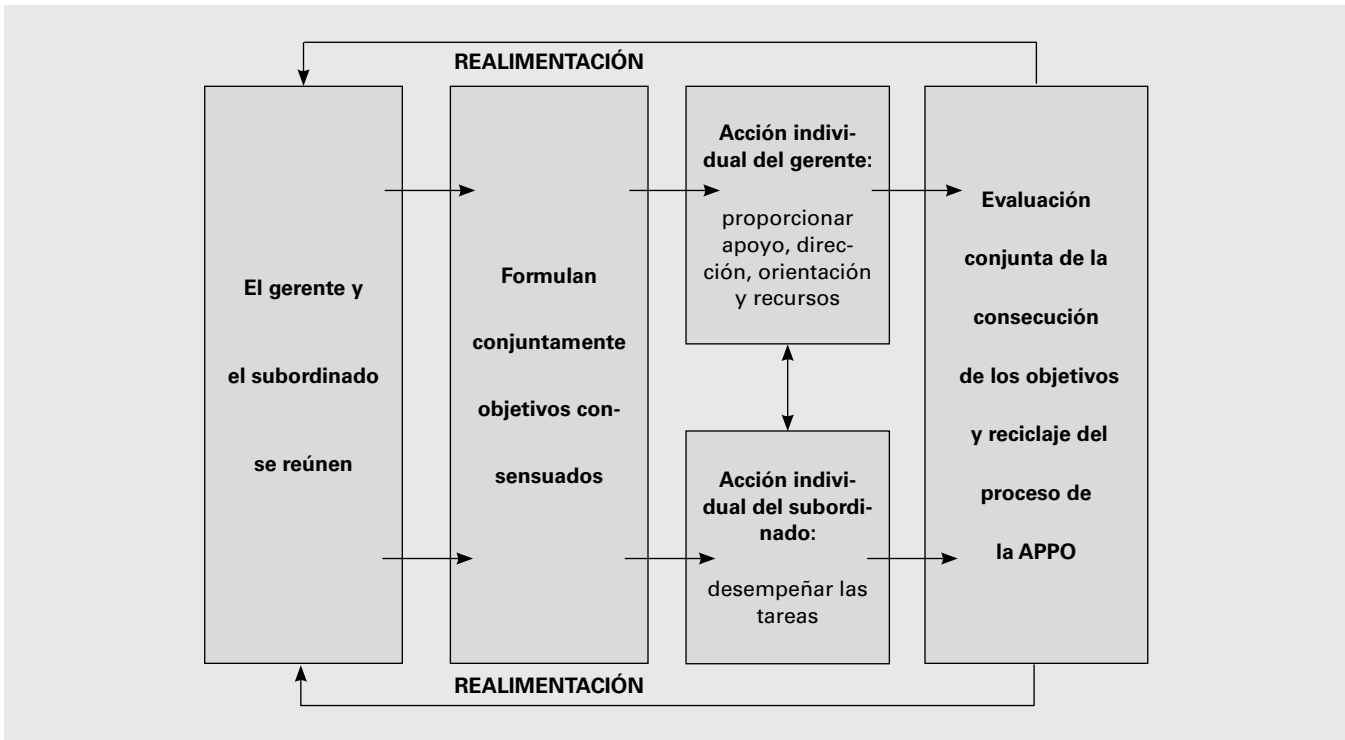 REALIMENTACIÓN
El gerente y
el subordinado
se reúnen
Formulan
conjuntamente
objetivos con-
sensuados
Acción indivi-
dual del gerente:
proporcionar
apoyo, direc-
ción, orientación
y recursos
Acción indivi-
dual del subordi-
nado:
desempeñar las
tareas
Evaluación
conjunta de la
consecución
de los objetivos
y reciclaje del
proceso de
la APPO
REALIMENTACIÓN